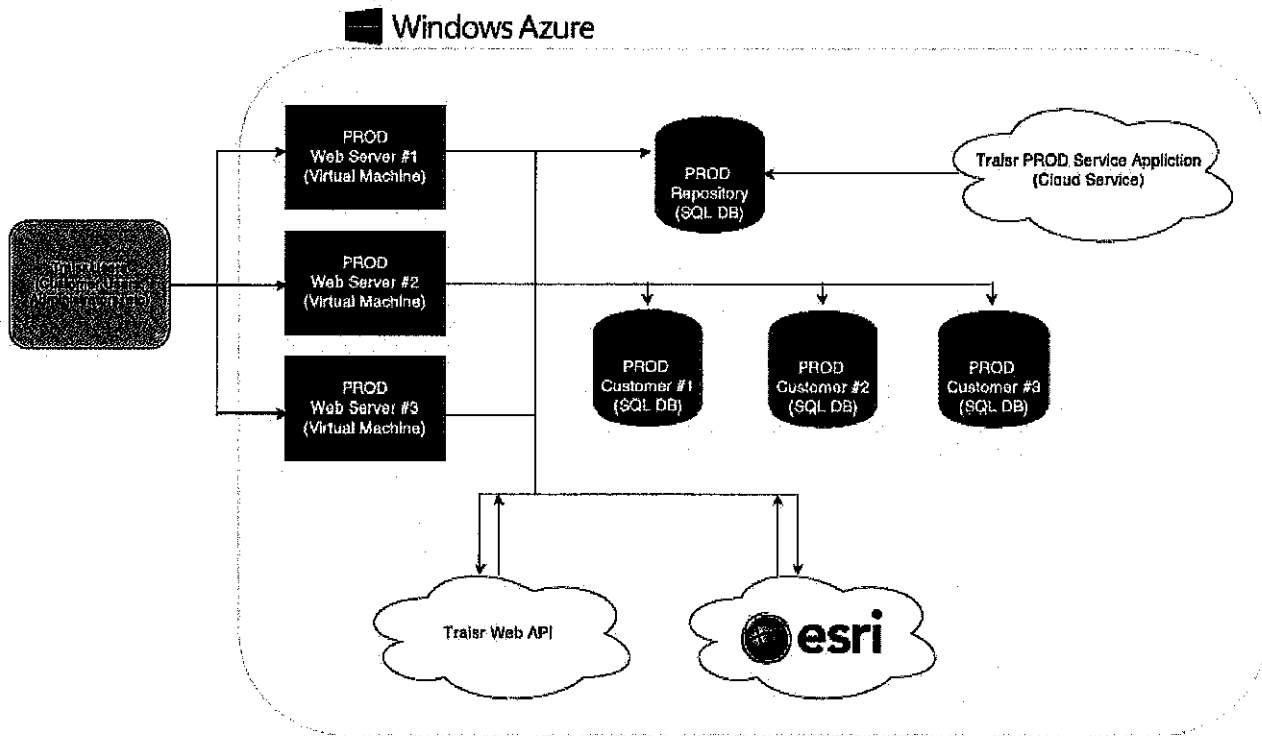 Windows Azure
PROD
Web Server #1
(Virtual Machine)
PROD
Repository
(SQL DB)
Traisr PROD Service Appliction
(Cloud Service)
PROD
Web Server #2
(Virtual Machine)
PROD
Customer #1
(SQL DB)
PROD
Customer #2
(SQL DB)
PROD
Customer #3
(SQL DB)
PROD
Web Server #3
(Virtual Machine)
Traisr Web API
esri